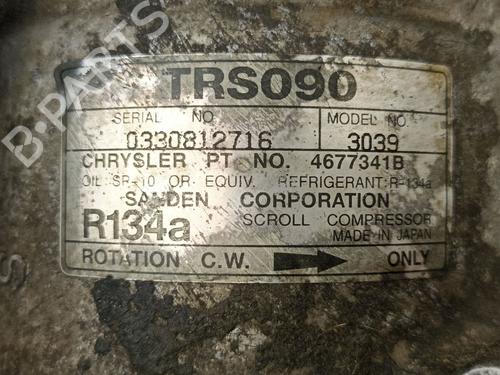 TRS090
SERIAL NO. MODEL NO.
0330812716 3039
CHRYSLER PT NO. 4677341B
OIL SP-10 OR EQUIV. REFRIGERANT:R-134a
SANDEN CORPORATION
R134a SCROLL COMPRESSOR
MADE IN JAPAN
ROTATION C.W. ONLY
B-PARTS